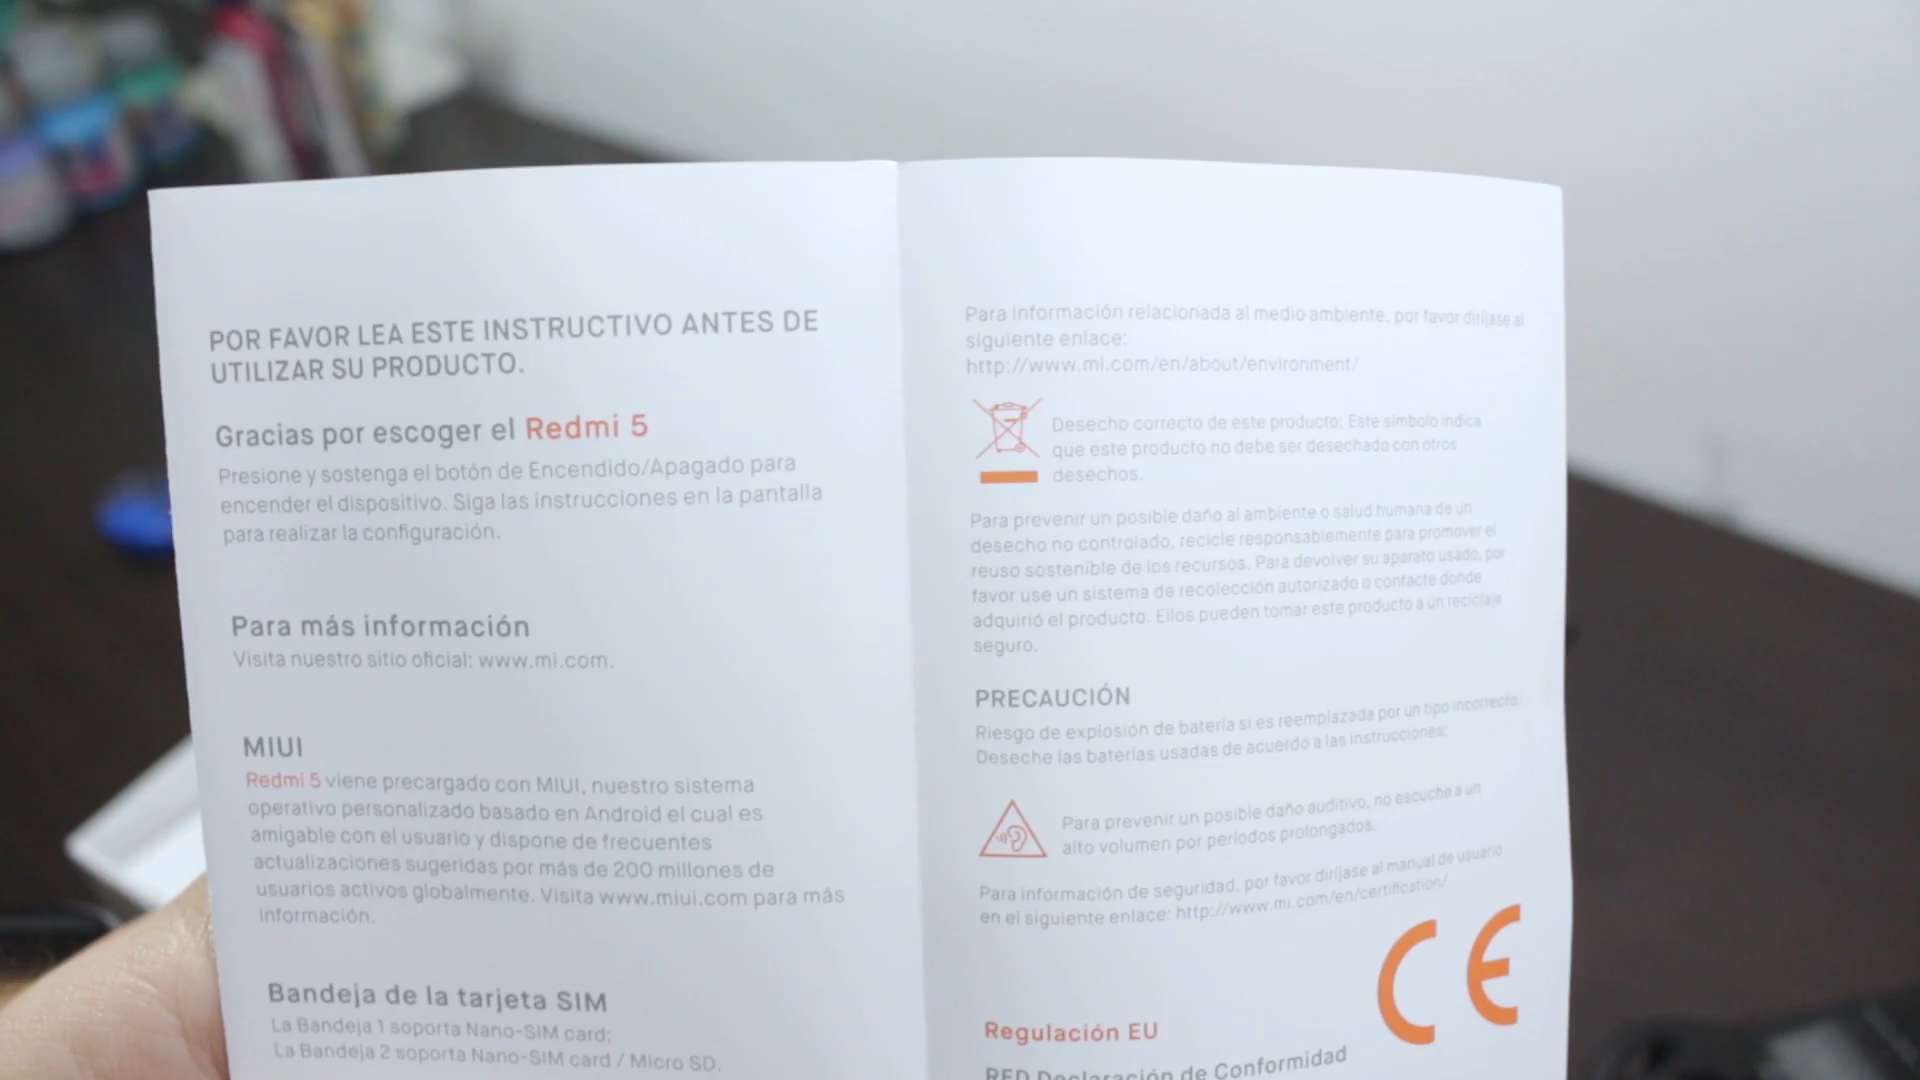 POR FAVOR LEA ESTE INSTRUCTIVO ANTES DE
UTILIZAR SU PRODUCTO.
Gracias por escoger el Redmi 5
Presione y sostenga el botón de Encendido/Apagado para
encender el dispositivo. Siga las instrucciones en la pantalla
para realizar la configuración.
Para más información
Visita nuestro sitio oficial: www.mi.com.
MIUI
Redmi 5 viene precargado con MIUI, nuestro sistema
operativo personalizado basado en Android el cual es
amigable con el usuario y dispone de frecuentes
actualizaciones sugeridas por más de 200 millones de
usuarios activos globalmente. Visita www.miui.com para más
información.
Bandeja de la tarjeta SIM
La Bandeja 1 soporta Nano-SIM card;
La Bandeja 2 soporta Nano-SIM card / Micro SD.
Para información relacionada al medio ambiente, por favor diríjase al
siguiente enlace:
http://www.mi.com/en/about/environment/
Desecho correcto de este producto: Este símbolo indica
que este producto no debe ser desechado con otros
desechos.
Para prevenir un posible daño al ambiente o salud humana de un
desecho no controlado, recicle responsablemente para promover el
reuso sostenible de los recursos. Para devolver su aparato usado, por
favor use un sistema de recolección autorizado o contacte donde
adquirió el producto. Ellos pueden tomar este producto a un reciclaje
seguro.
PRECAUCIÓN
Riesgo de explosión de batería si es reemplazada por un tipo incorrecto.
Deseche las baterías usadas de acuerdo a las instrucciones:
Para prevenir un posible daño auditivo, no escuche a un
alto volumen por periodos prolongados.
Para información de seguridad, por favor diríjase al manual de usuario
en el siguiente enlace: http://www.mi.com/en/certification/
CE
Regulación EU
RED Declaración de Conformidad